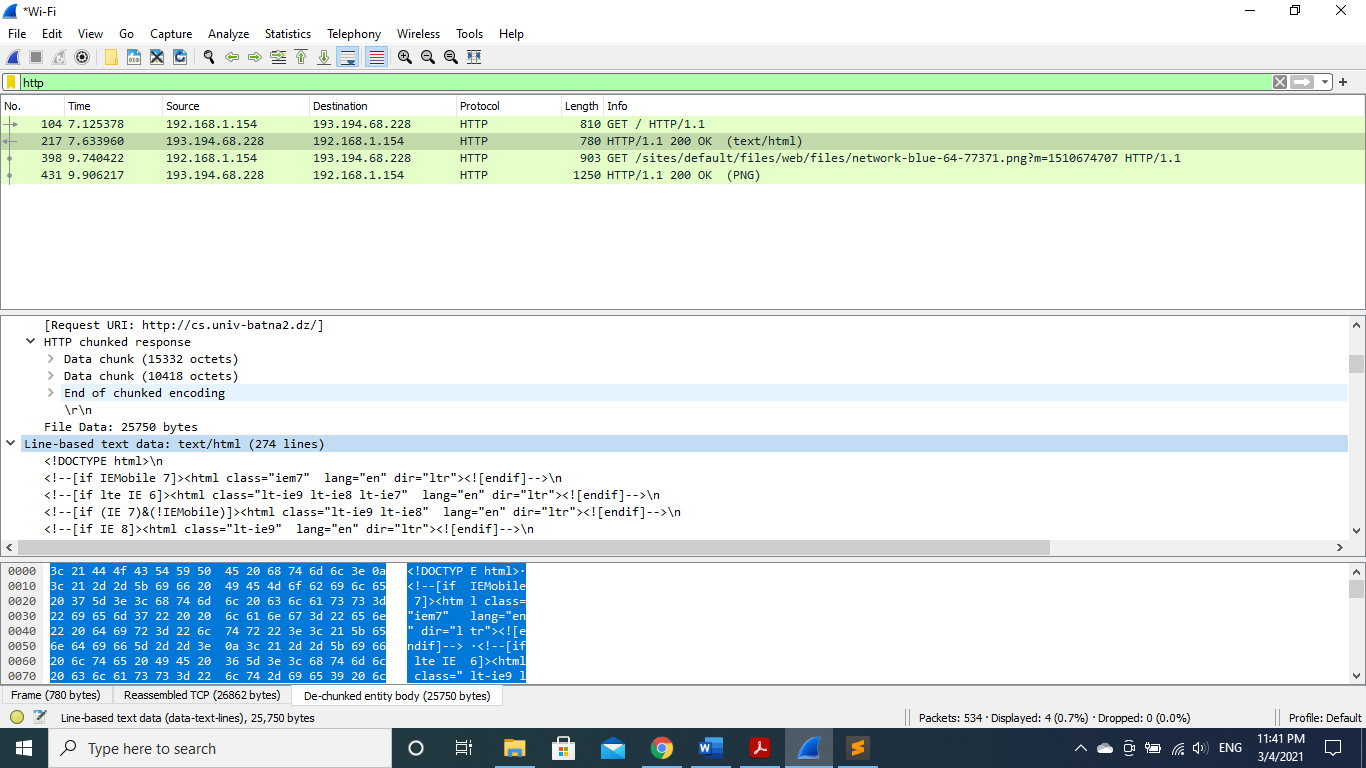 *Wi-Fi
File Edit View Go Capture Analyze Statistics Telephony Wireless Tools Help
http
No. Time Source Destination Protocol Length Info
104 7.125378 192.168.1.154 193.194.68.228 HTTP 810 GET / HTTP/1.1
217 7.633960 193.194.68.228 192.168.1.154 HTTP 780 HTTP/1.1 200 OK  (text/html)
398 9.740422 192.168.1.154 193.194.68.228 HTTP 903 GET /sites/default/files/web/files/network-blue-64-77371.png?m=1510674707 HTTP/1.1
431 9.906217 193.194.68.228 192.168.1.154 HTTP 1250 HTTP/1.1 200 OK  (PNG)
[Request URI: http://cs.univ-batna2.dz/]
HTTP chunked response
Data chunk (15332 octets)
Data chunk (10418 octets)
End of chunked encoding
\r\n
File Data: 25750 bytes
Line-based text data: text/html (274 lines)
<!DOCTYPE html>\n
<!--[if IEMobile 7]><html class="iem7"  lang="en" dir="ltr"><![endif]-->\n
<!--[if lte IE 6]><html class="lt-ie9 lt-ie8 lt-ie7"  lang="en" dir="ltr"><![endif]-->\n
<!--[if (IE 7)&(!IEMobile)]><html class="lt-ie9 lt-ie8"  lang="en" dir="ltr"><![endif]-->\n
<!--[if IE 8]><html class="lt-ie9"  lang="en" dir="ltr"><![endif]-->\n
0000 3c 21 44 4f 43 54 59 50 45 20 68 74 6d 6c 3e 0a <!DOCTYP E html>·
0010 3c 21 2d 2d 5b 69 66 20 49 45 4d 6f 62 69 6c 65 <!--[if  IEMobile
0020 20 37 5d 3e 3c 68 74 6d 6c 20 63 6c 61 73 73 3d  7]><htm l class=
0030 22 69 65 6d 37 22 20 20 6c 61 6e 67 3d 22 65 6e "iem7"   lang="en
0040 22 20 64 69 72 3d 22 6c 74 72 22 3e 3c 21 5b 65 " dir="l tr"><![e
0050 6e 64 69 66 5d 2d 2d 3e 0a 3c 21 2d 2d 5b 69 66 ndif]--> ·<!--[if
0060 20 6c 74 65 20 49 45 20 36 5d 3e 3c 68 74 6d 6c  lte IE  6]><html
0070 20 63 6c 61 73 73 3d 22 6c 74 2d 69 65 39 20 6c  class=" lt-ie9 l
Frame (780 bytes) Reassembled TCP (26862 bytes) De-chunked entity body (25750 bytes)
Line-based text data (data-text-lines), 25,750 bytes Packets: 534 · Displayed: 4 (0.7%) · Dropped: 0 (0.0%) Profile: Default
Type here to search ENG 11:41 PM
3/4/2021